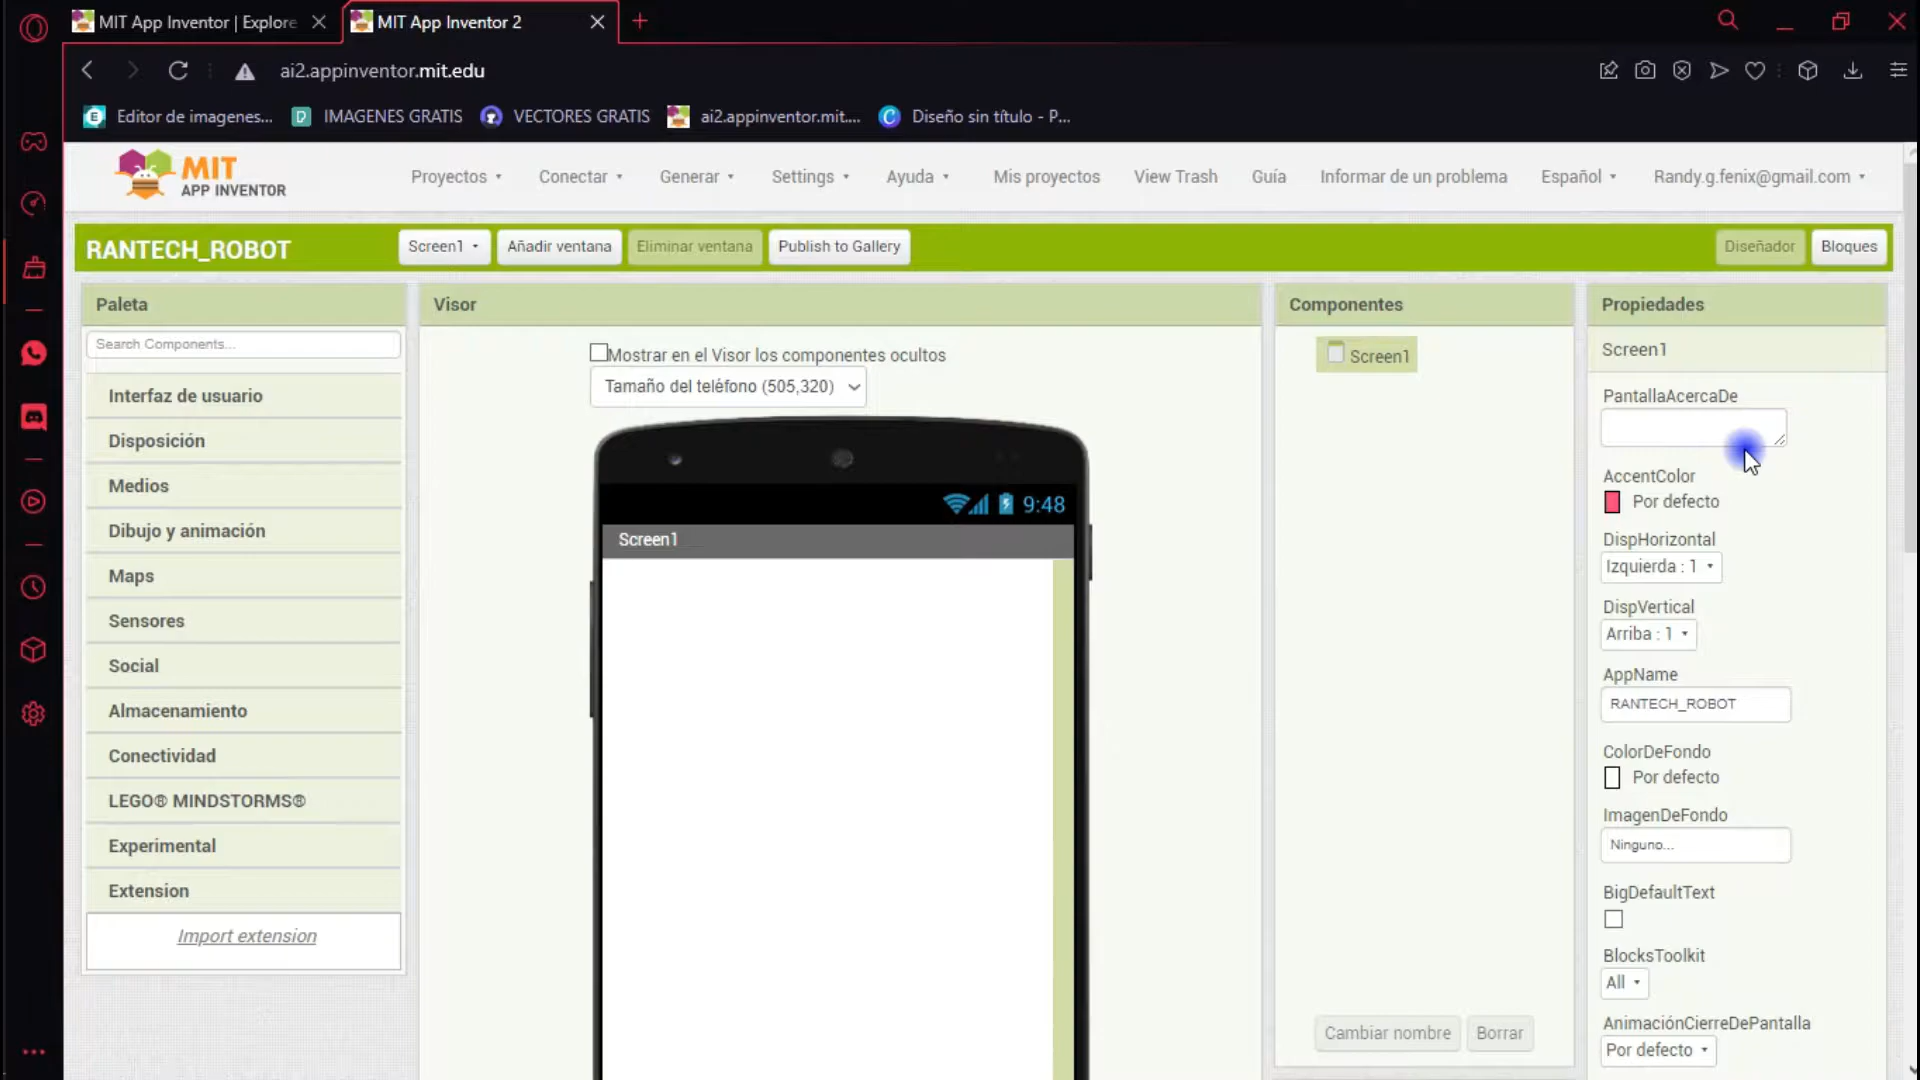 MIT App Inventor | Explore
MIT App Inventor 2
ai2.appinventor.mit.edu
Editor de imagenes...
IMAGENES GRATIS
VECTORES GRATIS
ai2.appinventor.mit....
Diseño sin título - P...
MIT
APP INVENTOR
Proyectos
Conectar
Generar
Settings
Ayuda
Mis proyectos
View Trash
Guía
Informar de un problema
Español
Randy.g.fenix@gmail.com
RANTECH_ROBOT
Screen1
Añadir ventana
Eliminar ventana
Publish to Gallery
Diseñador
Bloques
Paleta
Search Components...
Interfaz de usuario
Disposición
Medios
Dibujo y animación
Maps
Sensores
Social
Almacenamiento
Conectividad
LEGO® MINDSTORMS®
Experimental
Extension
Import extension
Visor
Mostrar en el Visor los componentes ocultos
Tamaño del teléfono (505,320)
9:48
Screen1
Componentes
Screen1
Cambiar nombre
Borrar
Propiedades
Screen1
PantallaAcercaDe
AccentColor
Por defecto
DispHorizontal
Izquierda : 1
DispVertical
Arriba : 1
AppName
RANTECH_ROBOT
ColorDeFondo
Por defecto
ImagenDeFondo
Ninguno...
BigDefaultText
BlocksToolkit
All
AnimaciónCierreDePantalla
Por defecto